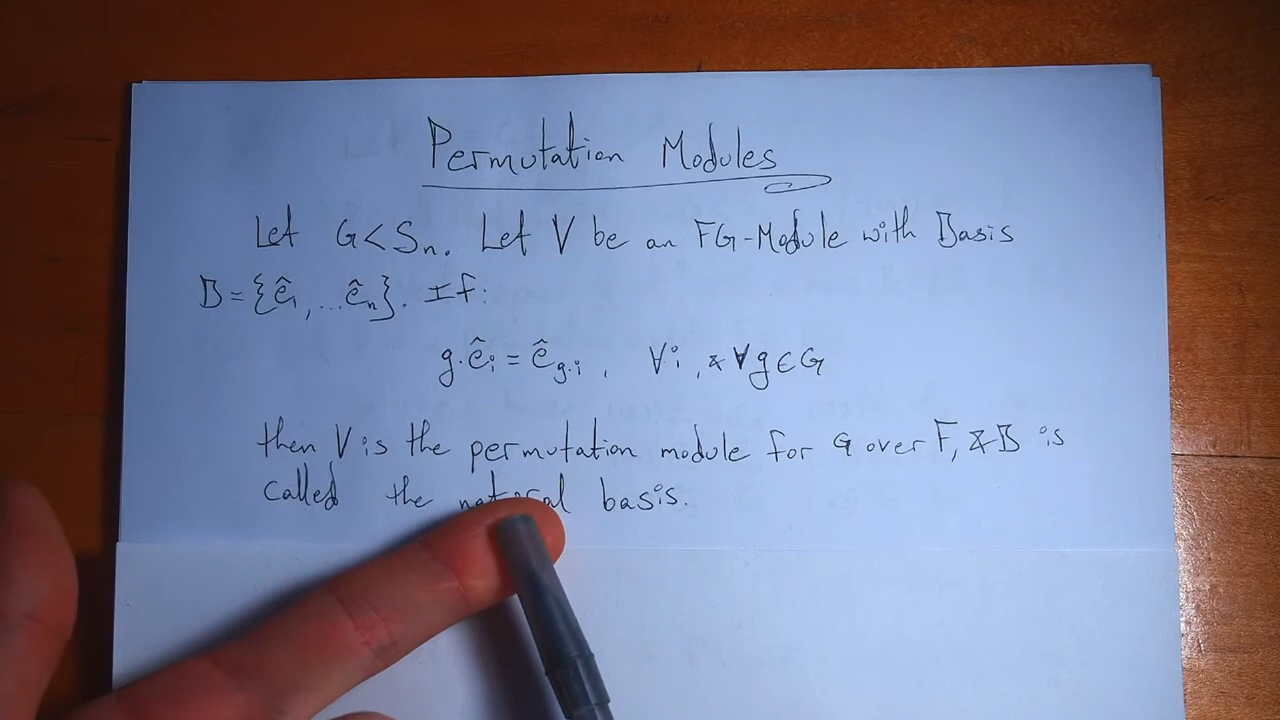 Permutation Modules
Let G < Sₙ. Let V be an FG-Module with Basis
B = {ê₁, ... êₙ}. If:
g·êᵢ = ê_{g·i}, ∀i, & ∀g∈G
then V is the permutation module for G over F, & B is
called the natural basis.